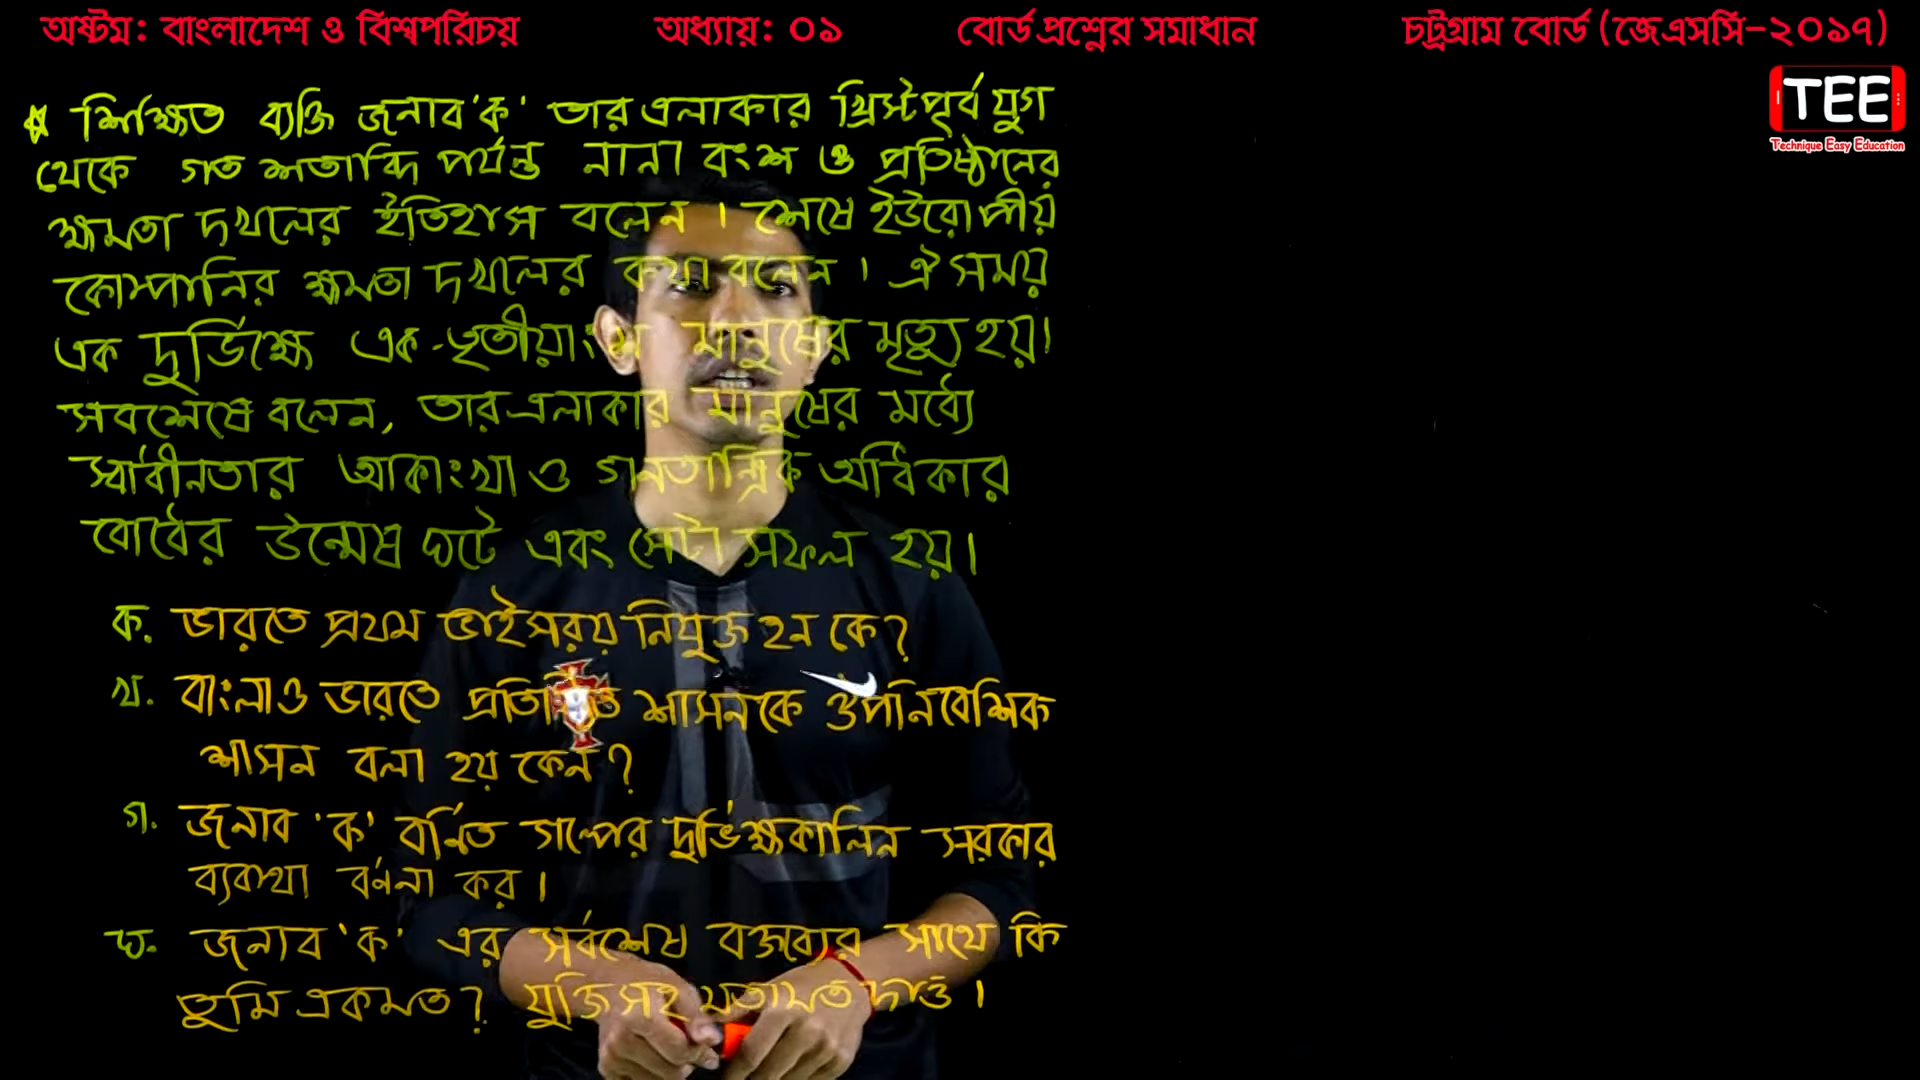 অষ্টম: বাংলাদেশ ও বিশ্বপরিচয় অধ্যায়: ০১ বোর্ড প্রশ্নের সমাধান চট্টগ্রাম বোর্ড (জেএসসি-২০১৭)
TEE
Technique Easy Education
শিক্ষিত ব্যক্তি জনাব 'ক' তার এলাকার খ্রিস্টপূর্ব যুগ
থেকে গত শতাব্দি পর্যন্ত নানা বংশ ও প্রতিষ্ঠানের
ক্ষমতা দখলের ইতিহাস বলেন। শেষে ইউরোপীয়
কোম্পানির ক্ষমতা দখলের কথা বলেন। ঐ সময়
এক দুর্ভিক্ষে এক-তৃতীয়াংশ মানুষের মৃত্যু হয়।
সবশেষে বলেন, তার এলাকার মানুষের মধ্যে
স্বাধীনতার আকাংখা ও গনতান্ত্রিক অধিকার
বোধের উন্মেষ ঘটে এবং সেটা সফল হয়।
ক. ভারতে প্রথম ভাইসরয় নিযুক্ত হন কে?
খ. বাংলা ও ভারতে প্রতিষ্ঠিত শাসনকে ঔপনিবেশিক
শাসন বলা হয় কেন?
গ. জনাব 'ক' বর্নিত গল্পের দুর্ভিক্ষকালিন সরকার
ব্যবস্থা বর্ননা কর।
ঘ. জনাব 'ক' এর সর্বশেষ বক্তব্যের সাথে কি
তুমি একমত? যুক্তিসহ মতামত দাও।